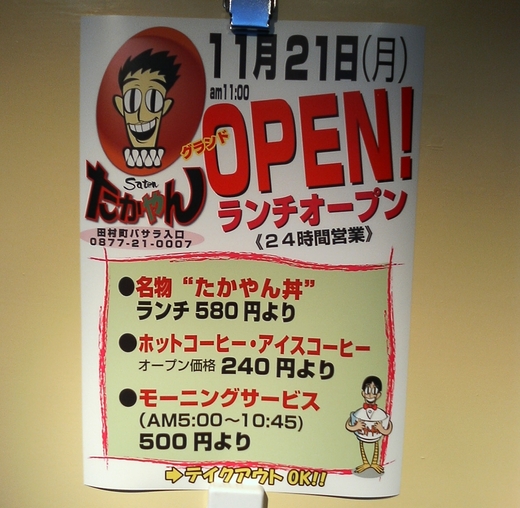 11月21日(月)
am11:00
グランド
OPEN!
Saten
たかやん
ランチオープン
田村町バサラ入口
0877-21-0007
《24時間営業》
●名物“たかやん丼”
ランチ580円より
●ホットコーヒー・アイスコーヒー
オープン価格 240円より
●モーニングサービス
(AM5:00～10:45)
500円より
➡テイクアウトOK!!